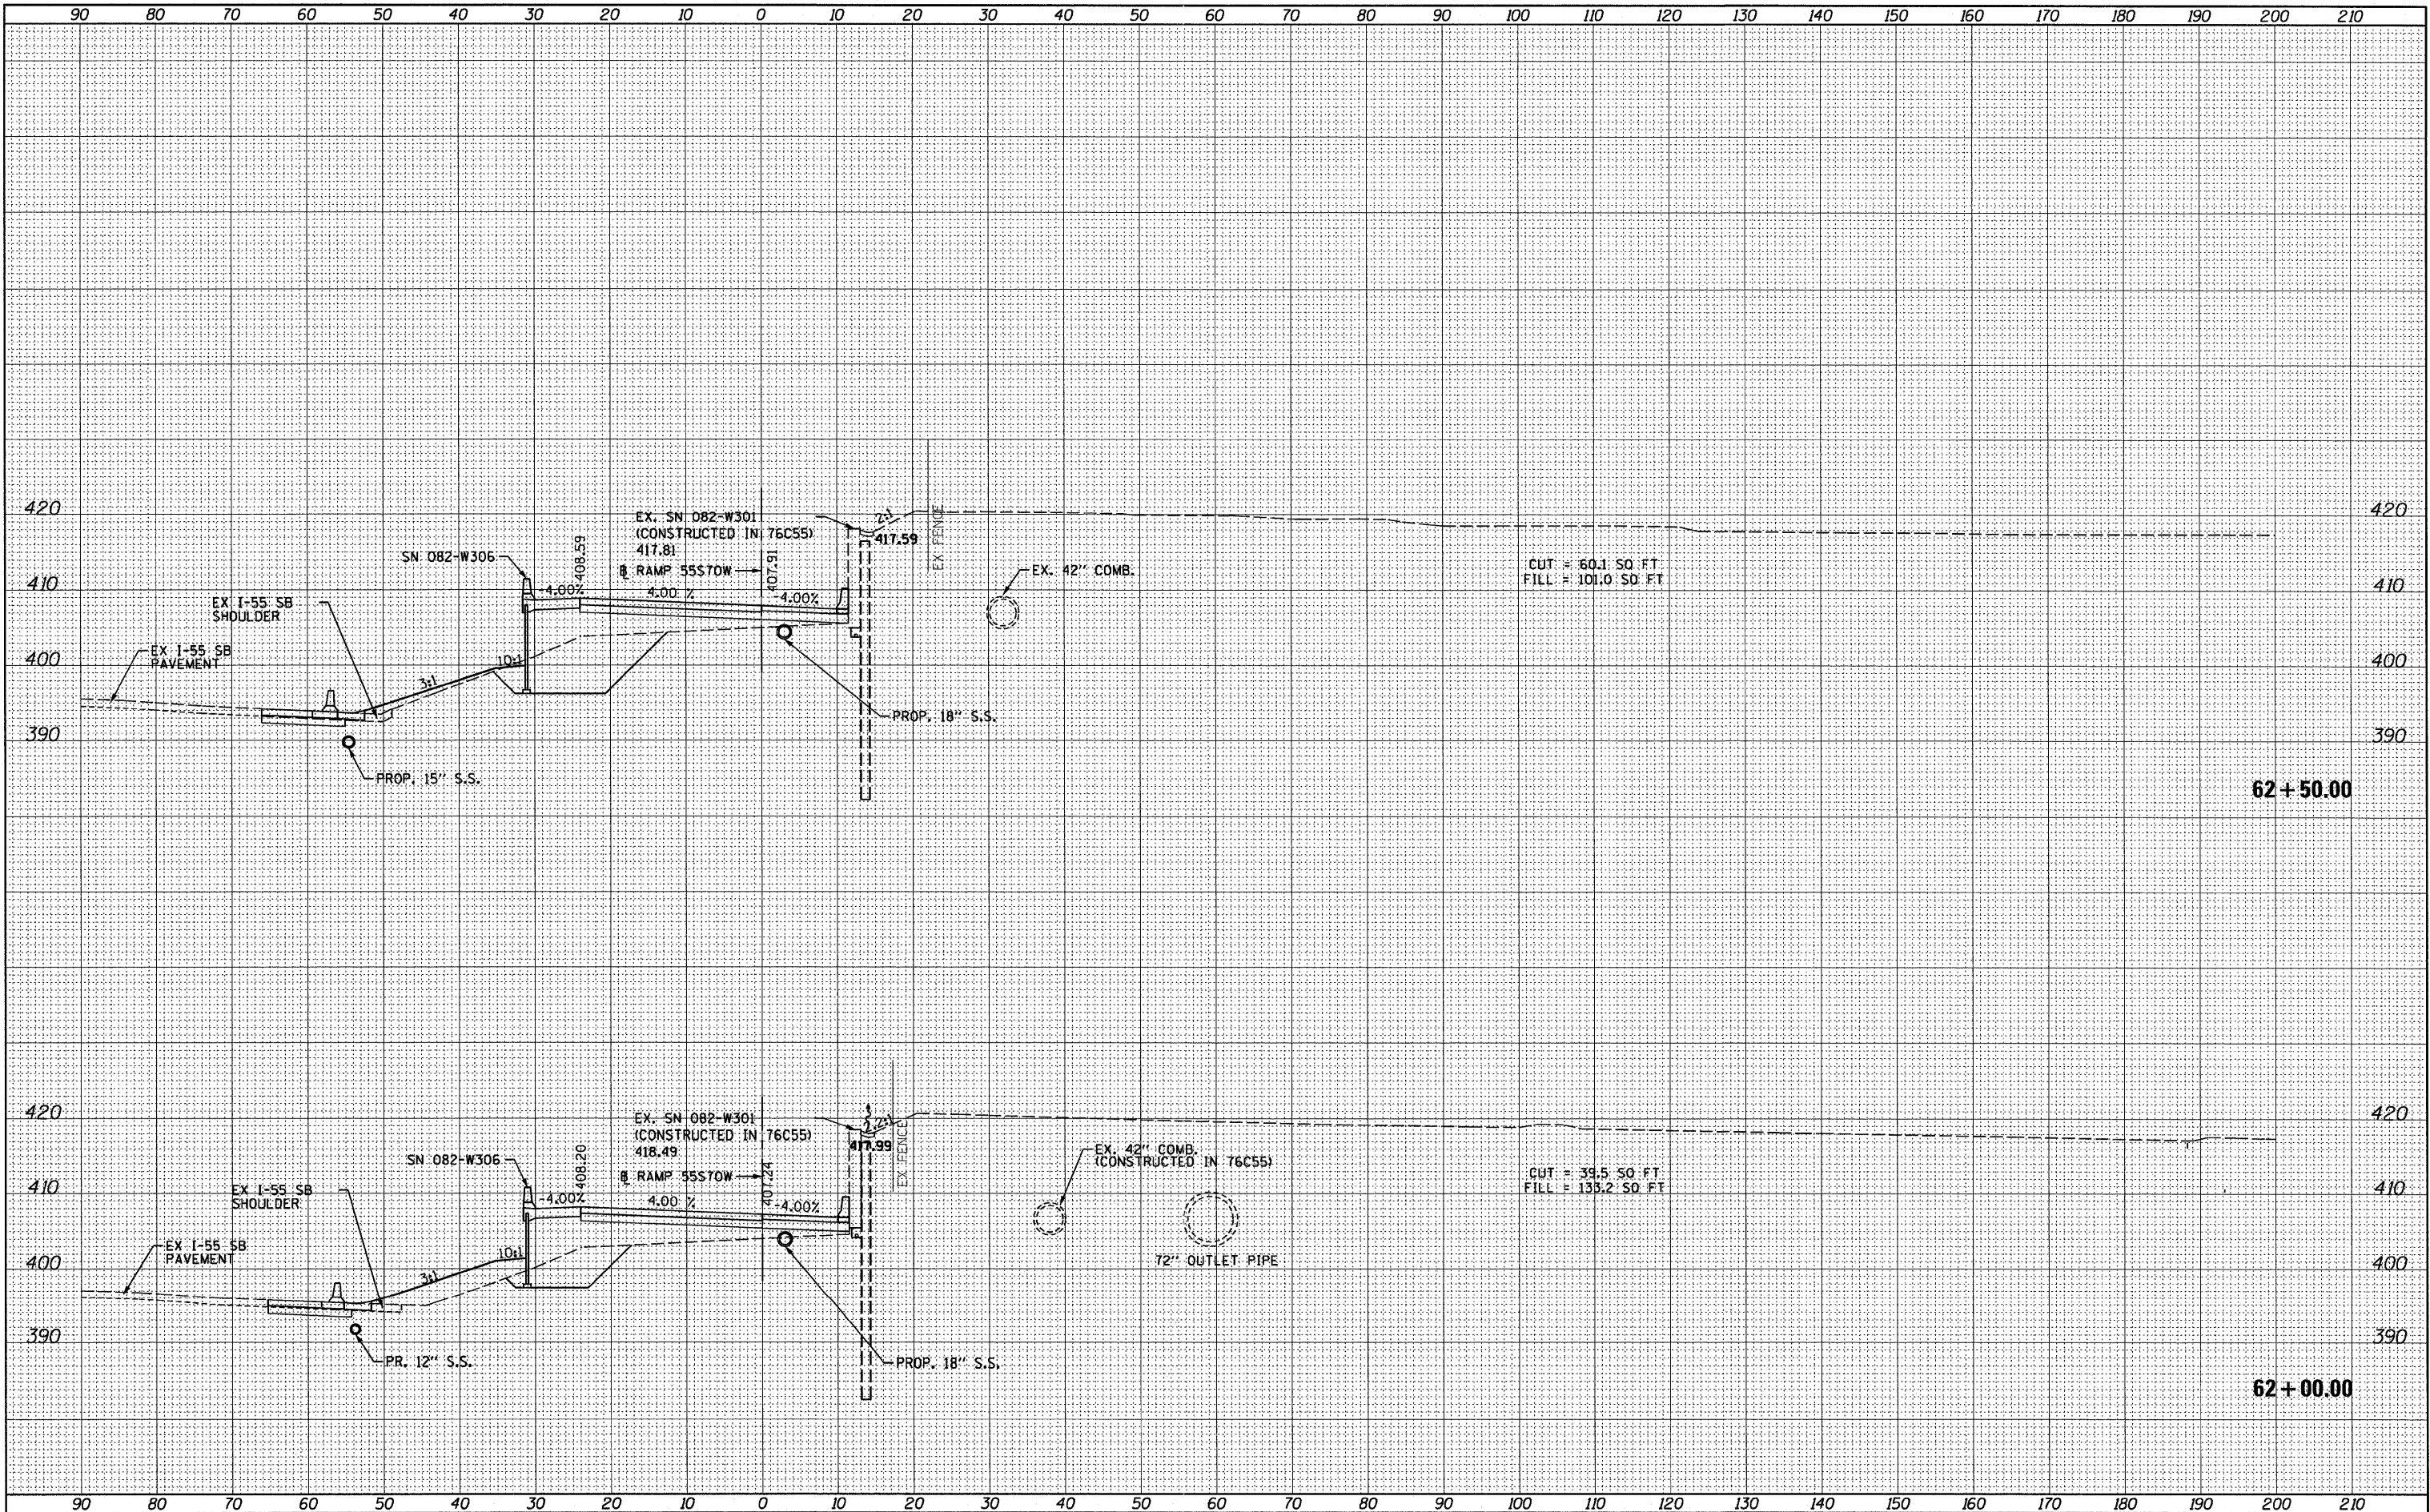 90 80 70 60 50 40 30 20 10 0 10 20 30 40 50 60 70 80 90 100 110 120 130 140 150 160 170 180 190 200 210
420
EX. SN 082-W301
(CONSTRUCTED IN 76C55)
417.81
2:1
417.59
EX FENCE
420
SN 082-W306
408.59
℄ RAMP 55STOW
407.91
EX. 42" COMB.
CUT = 60.1 SQ FT
FILL = 101.0 SQ FT
410
-4.00%
4.00 %
-4.00%
410
EX I-55 SB
SHOULDER
EX I-55 SB
PAVEMENT
400
10:1
3:1
400
PROP. 18" S.S.
390
390
PROP. 15" S.S.
62+50.00
420
EX. SN 082-W301
(CONSTRUCTED IN 76C55)
418.49
2.2:1
417.99
EX FENCE
420
SN 082-W306
408.20
℄ RAMP 55STOW
407.24
EX. 42" COMB.
(CONSTRUCTED IN 76C55)
CUT = 39.5 SQ FT
FILL = 133.2 SQ FT
410
EX I-55 SB
SHOULDER
-4.00%
4.00 %
-4.00%
410
EX I-55 SB
PAVEMENT
10:1
72" OUTLET PIPE
400
3:1
400
390
390
PR. 12" S.S.
PROP. 18" S.S.
62+00.00
90 80 70 60 50 40 30 20 10 0 10 20 30 40 50 60 70 80 90 100 110 120 130 140 150 160 170 180 190 200 210